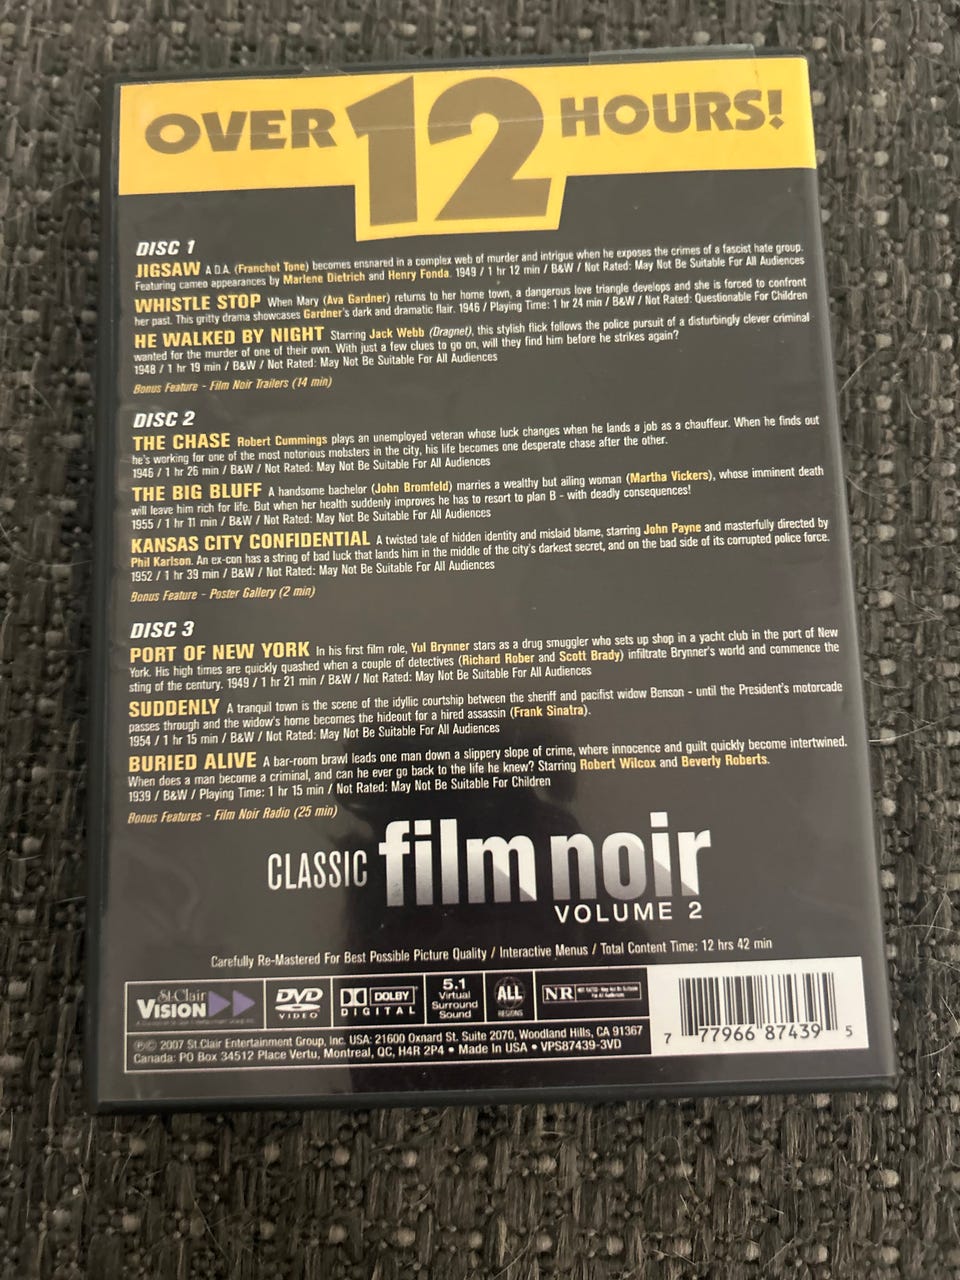 OVER 12 HOURS!
DISC 1
JIGSAW A D.A. (Franchot Tone) becomes ensnared in a complex web of murder and intrigue when he exposes the crimes of a fascist hate group.
Featuring cameo appearances by Marlene Dietrich and Henry Fonda. 1949 / 1 hr 12 min / B&W / Not Rated: May Not Be Suitable For All Audiences
WHISTLE STOP When Mary (Ava Gardner) returns to her home town, a dangerous love triangle develops and she is forced to confront
her past. This gritty drama showcases Gardner's dark and dramatic flair. 1946 / Playing Time: 1 hr 24 min / B&W / Not Rated: Questionable For Children
HE WALKED BY NIGHT Starring Jack Webb (Dragnet), this stylish flick follows the police pursuit of a disturbingly clever criminal
wanted for the murder of one of their own. With just a few clues to go on, will they find him before he strikes again?
1948 / 1 hr 19 min / B&W / Not Rated: May Not Be Suitable For All Audiences
Bonus Feature - Film Noir Trailers (14 min)
DISC 2
THE CHASE Robert Cummings plays an unemployed veteran whose luck changes when he lands a job as a chauffeur. When he finds out
he's working for one of the most notorious mobsters in the city, his life becomes one desperate chase after the other.
1946 / 1 hr 26 min / B&W / Not Rated: May Not Be Suitable For All Audiences
THE BIG BLUFF A handsome bachelor (John Bromfeld) marries a wealthy but ailing woman (Martha Vickers), whose imminent death
will leave him rich for life. But when her health suddenly improves he has to resort to plan B - with deadly consequences!
1955 / 1 hr 11 min / B&W / Not Rated: May Not Be Suitable For All Audiences
KANSAS CITY CONFIDENTIAL A twisted tale of hidden identity and mislaid blame, starring John Payne and masterfully directed by
Phil Karlson. An ex-con has a string of bad luck that lands him in the middle of the city's darkest secret, and on the bad side of its corrupted police force.
1952 / 1 hr 39 min / B&W / Not Rated: May Not Be Suitable For All Audiences
Bonus Feature - Poster Gallery (2 min)
DISC 3
PORT OF NEW YORK In his first film role, Yul Brynner stars as a drug smuggler who sets up shop in a yacht club in the port of New
York. His high times are quickly quashed when a couple of detectives (Richard Rober and Scott Brady) infiltrate Brynner's world and commence the
sting of the century. 1949 / 1 hr 21 min / B&W / Not Rated: May Not Be Suitable For All Audiences
SUDDENLY A tranquil town is the scene of the idyllic courtship between the sheriff and pacifist widow Benson - until the President's motorcade
passes through and the widow's home becomes the hideout for a hired assassin (Frank Sinatra).
1954 / 1 hr 15 min / B&W / Not Rated: May Not Be Suitable For All Audiences
BURIED ALIVE A bar-room brawl leads one man down a slippery slope of crime, where innocence and guilt quickly become intertwined.
When does a man become a criminal, and can he ever go back to the life he knew? Starring Robert Wilcox and Beverly Roberts.
1939 / B&W / Playing Time: 1 hr 15 min / Not Rated: May Not Be Suitable For Children
Bonus Features - Film Noir Radio (25 min)
CLASSIC film noir
VOLUME 2
Carefully Re-Mastered For Best Possible Picture Quality / Interactive Menus / Total Content Time: 12 hrs 42 min
St-Clair
VISION
DVD
VIDEO
DOLBY
DIGITAL
5.1
Virtual
Surround
Sound
ALL
REGIONS
NR NOT RATED - May Not Be Suitable
For All Audiences
℗© 2007 St.Clair Entertainment Group, Inc. USA: 21600 Oxnard St. Suite 2070, Woodland Hills, CA 91367
Canada: PO Box 34512 Place Vertu, Montreal, QC, H4R 2P4 • Made In USA • VPS87439-3VD
7 77966 87439 5